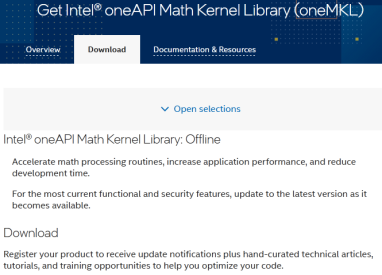 Get Intel® oneAPI Math Kernel Library (oneMKL)
Overview Download Documentation & Resources
Open selections
Intel® oneAPI Math Kernel Library: Offline
Accelerate math processing routines, increase application performance, and reduce
development time.
For the most current functional and security features, update to the latest version as it
becomes available.
Download
Register your product to receive update notifications plus hand-curated technical articles,
tutorials, and training opportunities to help you optimize your code.